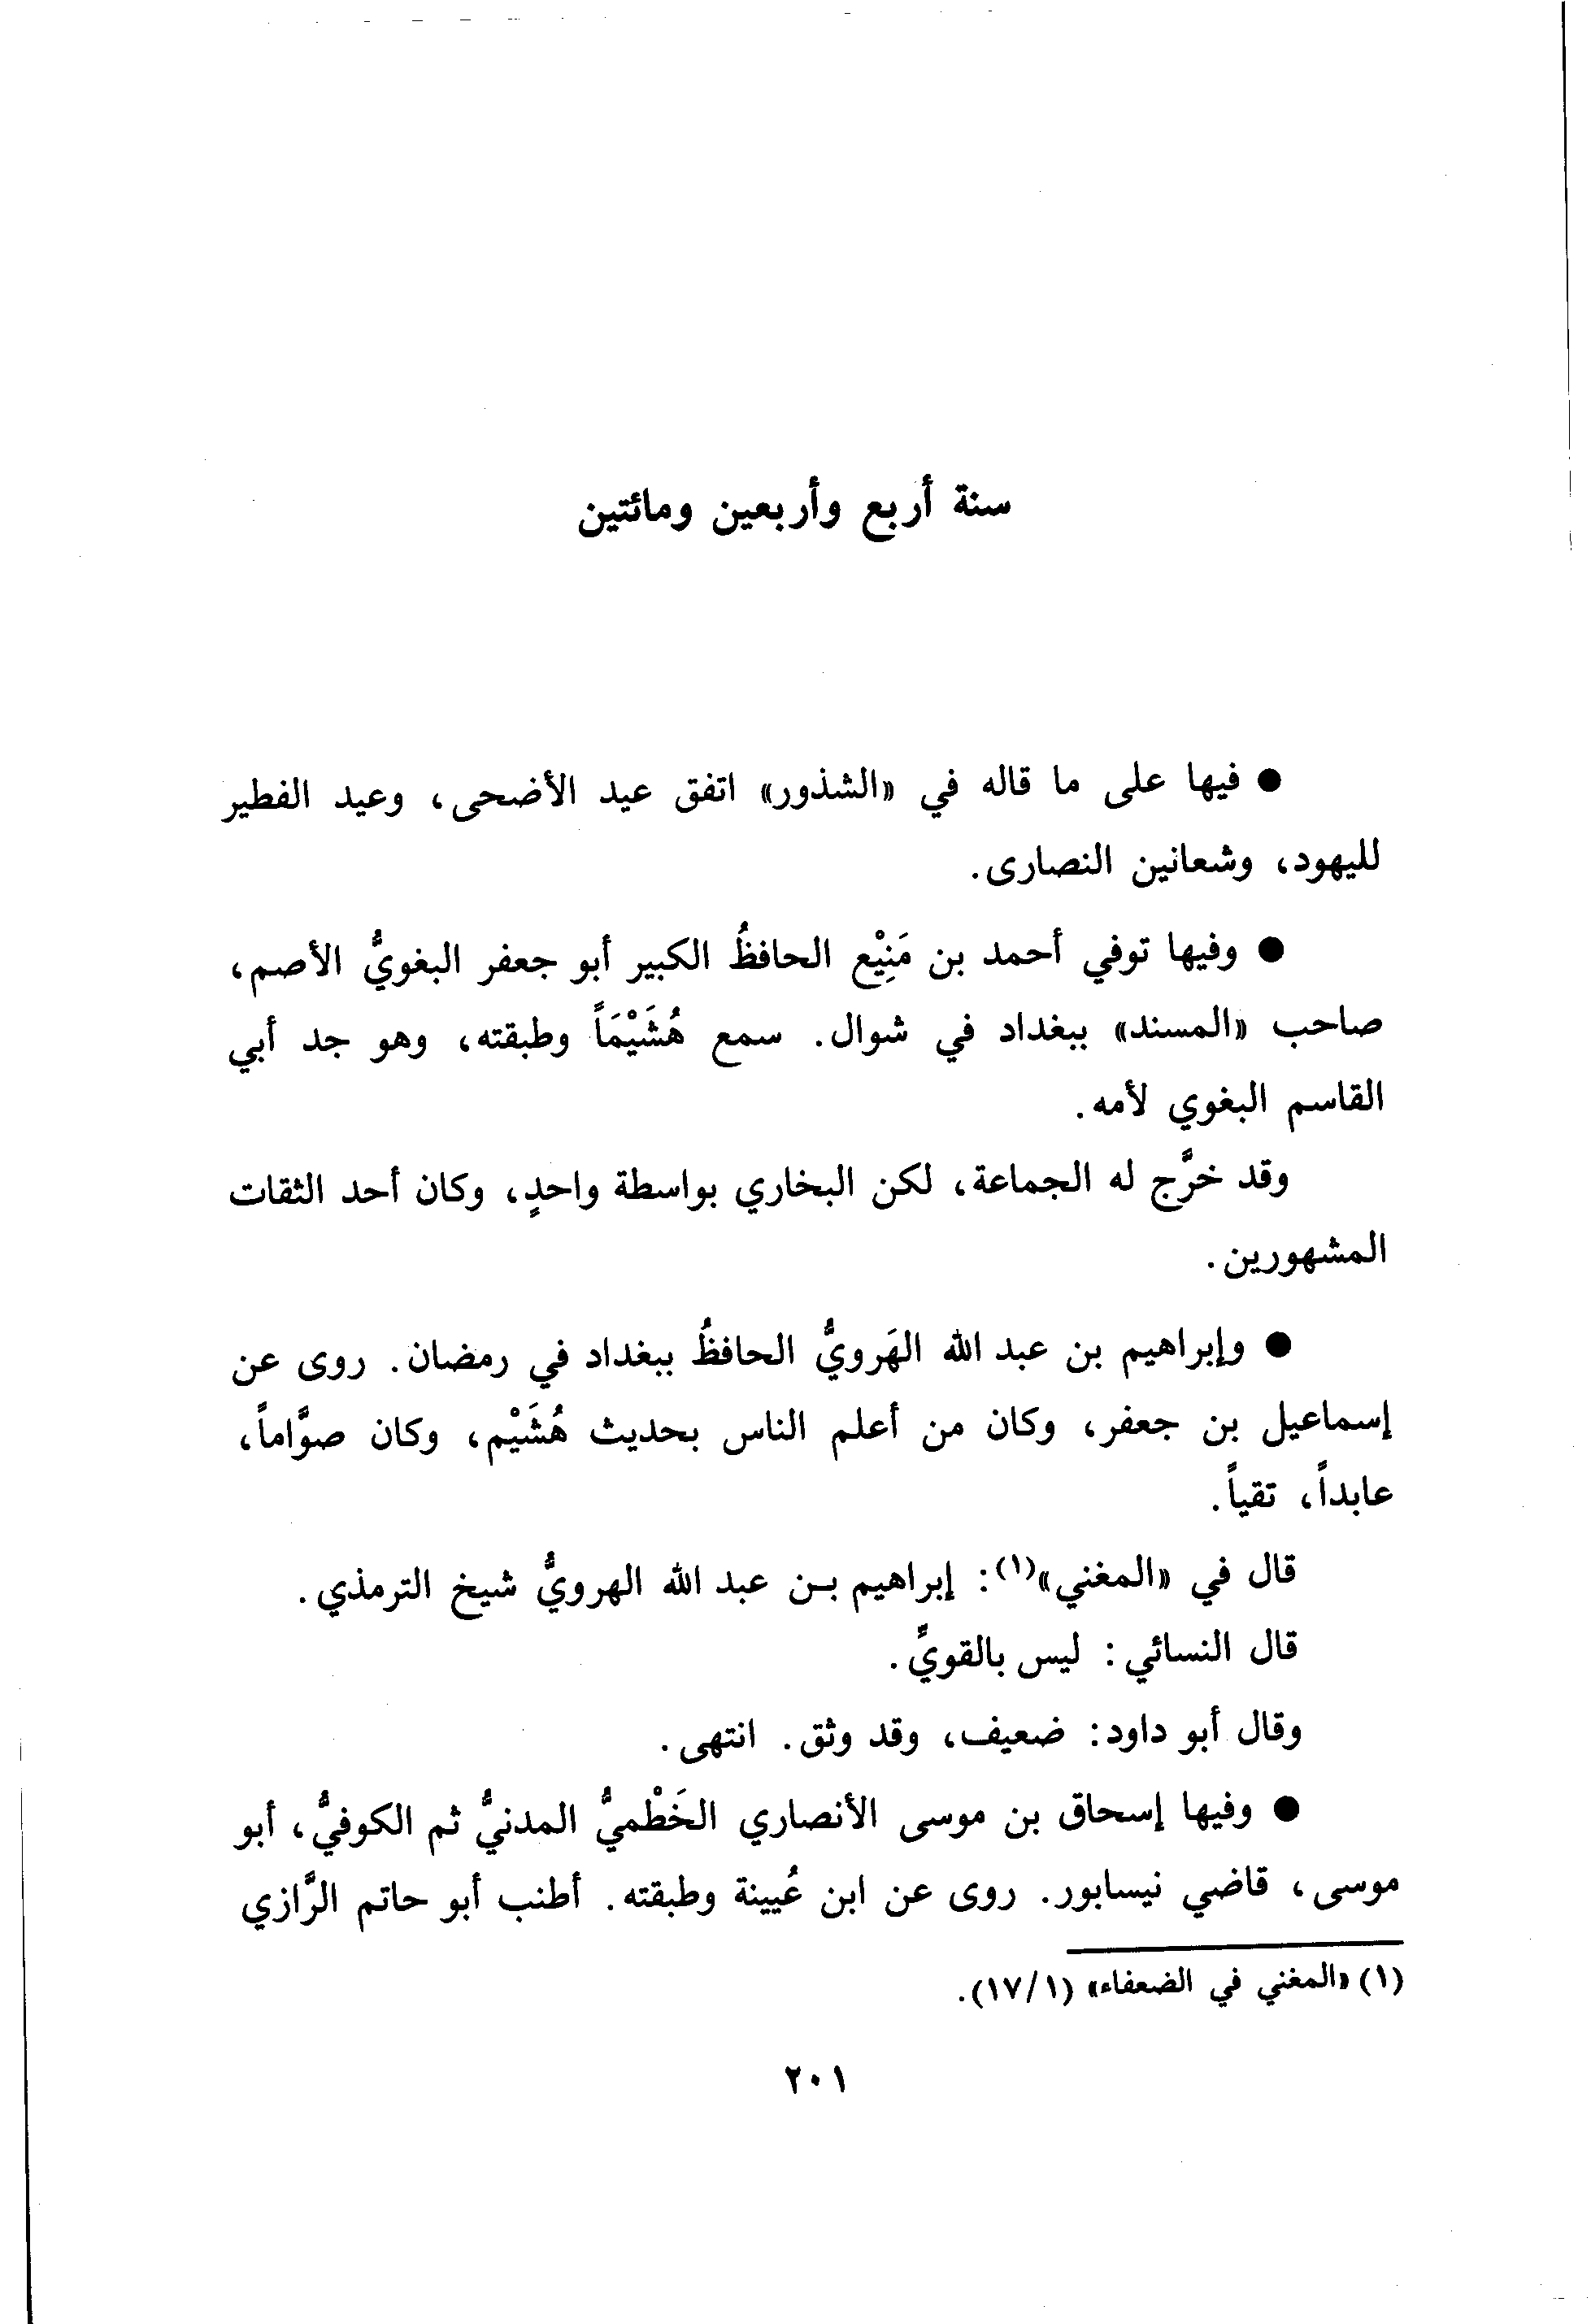 سنة أربع وأربعين ومائتين
● فيها على ما قاله في «الشذور» اتفق عيد الأضحى، وعيد الفطير
لليهود، وشعانين النصارى.
● وفيها توفي أحمد بن مَنِيْع الحافظُ الكبير أبو جعفر البغويُّ الأصم،
صاحب «المسند» ببغداد في شوال. سمع هُشَيْمَاً وطبقته، وهو جد أبي
القاسم البغوي لأمه.
وقد خرَّج له الجماعة، لكن البخاري بواسطة واحدٍ، وكان أحد الثقات
المشهورين.
● وإبراهيم بن عبد الله الهَرويُّ الحافظُ ببغداد في رمضان. روى عن
إسماعيل بن جعفر، وكان من أعلم الناس بحديث هُشَيْم، وكان صوَّاماً،
عابداً، تقياً.
قال في «المغني»(١): إبراهيم بـن عبد الله الهرويُّ شيخ الترمذي.
قال النسائي: ليس بالقويِّ.
وقال أبو داود: ضعيف، وقد وثق. انتهى.
● وفيها إسحاق بن موسى الأنصاري الخَطْميُّ المدنيُّ ثم الكوفيُّ، أبو
موسى، قاضي نيسابور. روى عن ابن عُيينة وطبقته. أطنب أبو حاتم الرَّازي
(١) «المغني في الضعفاء» (١٧/١).
٢٠١